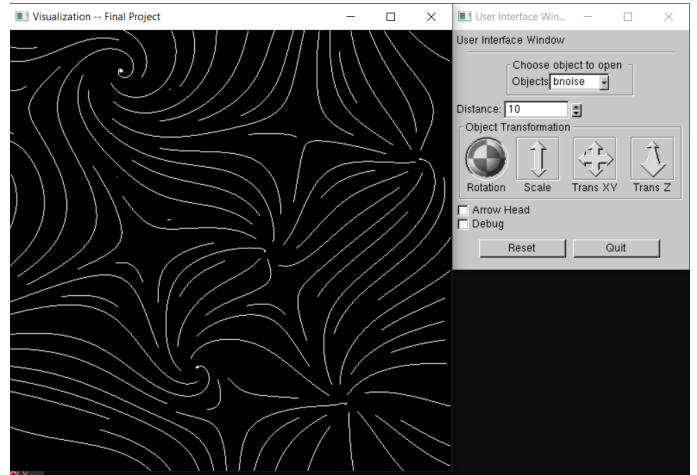 Visualization -- Final Project
User Interface Win...
User Interface Window
Choose object to open
Objects bnoise
Distance: 10
Object Transformation
Rotation Scale Trans XY Trans Z
Arrow Head
Debug
Reset Quit